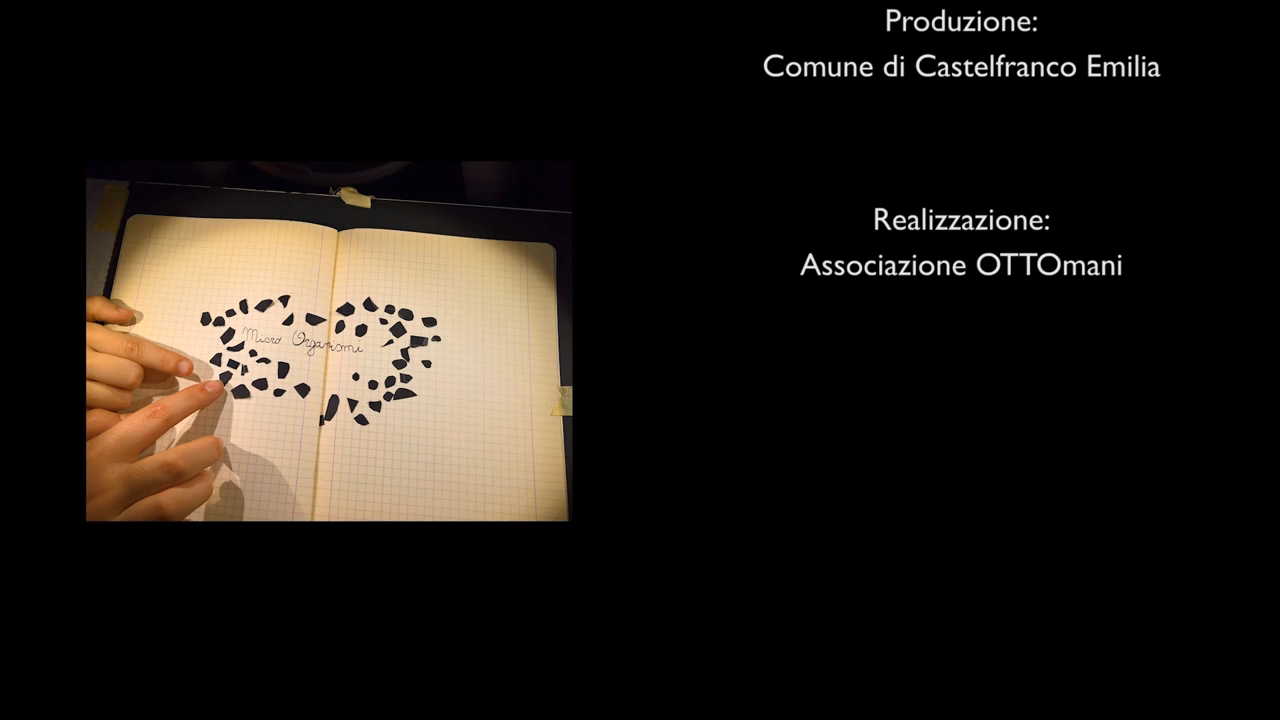 Produzione:
Comune di Castelfranco Emilia
Realizzazione:
Associazione OTTOmani
Micro Organismi